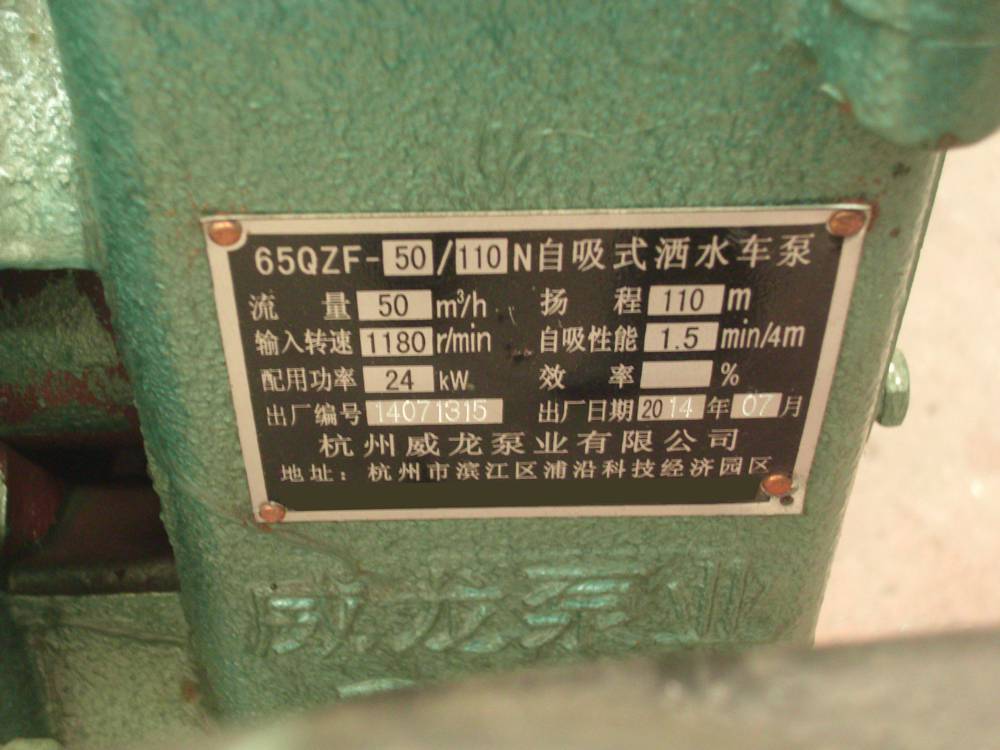 65QZF-50/110N自吸式洒水车泵
流 量 50 m³/h 扬 程 110 m
输入转速 1180 r/min 自吸性能 1.5 min/4m
配用功率 24 kW 效 率 %
出厂编号 14071315 出厂日期 2014 年 07 月
杭州威龙泵业有限公司
地址：杭州市滨江区浦沿科技经济园区
威龙泵业